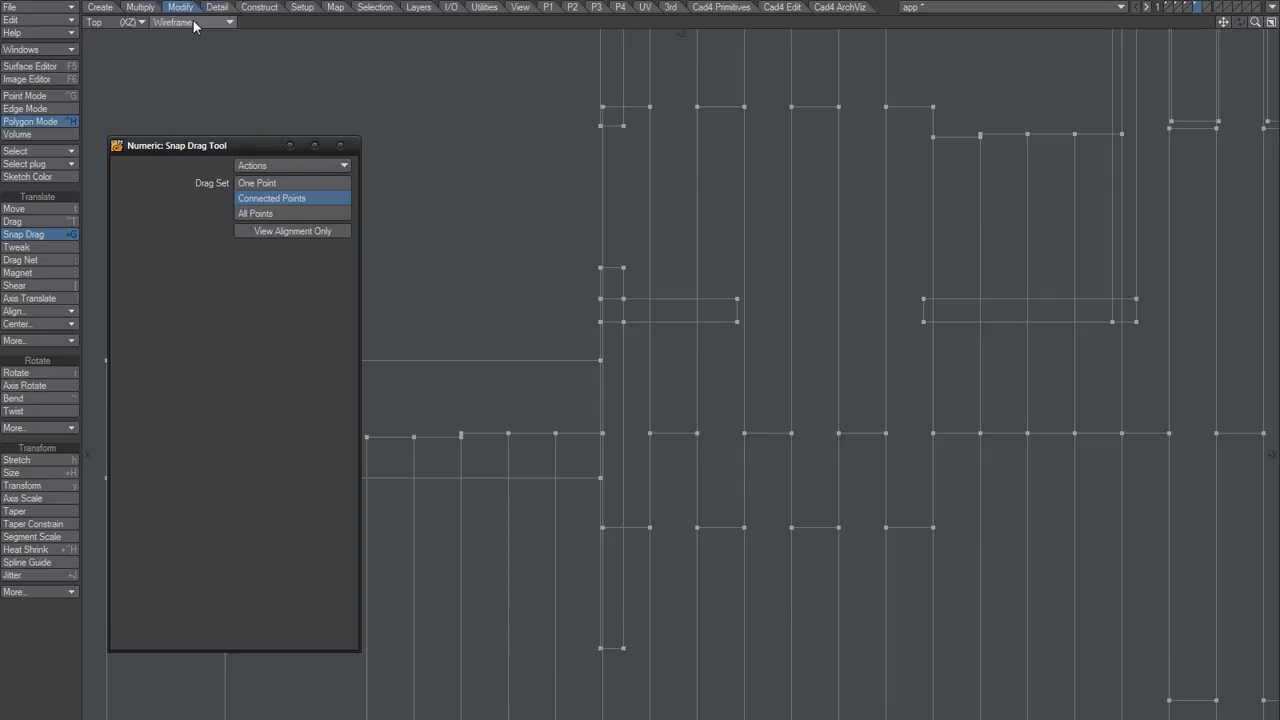 File Create Multiply Modify Detail Construct Setup Map Selection Layers I/O Utilities View P1 P2 P3 P4 UV 3rd Cad4 Primitives Cad4 Edit Cad4 ArchViz app * 1
Edit Top (XZ) Wireframe
Help
+Z
Windows
Surface Editor F5
Image Editor F6
Point Mode ^G
Edge Mode
Polygon Mode ^H
Volume
Select
Select plug
Sketch Color
Translate
Move t
Drag ^T
Snap Drag +G
Tweak
Drag Net ;
Magnet :
Shear [
Axis Translate
Align...
Center...
More...
Rotate
Rotate r
Axis Rotate
Bend ~
Twist
More...
Transform
Stretch h
Size +H
Transform y
Axis Scale
Taper
Taper Constrain
Segment Scale
Heat Shrink +^H
Spline Guide
Jitter +J
More...
Numeric: Snap Drag Tool
Actions
Drag Set One Point
Connected Points
All Points
View Alignment Only
-X
+X